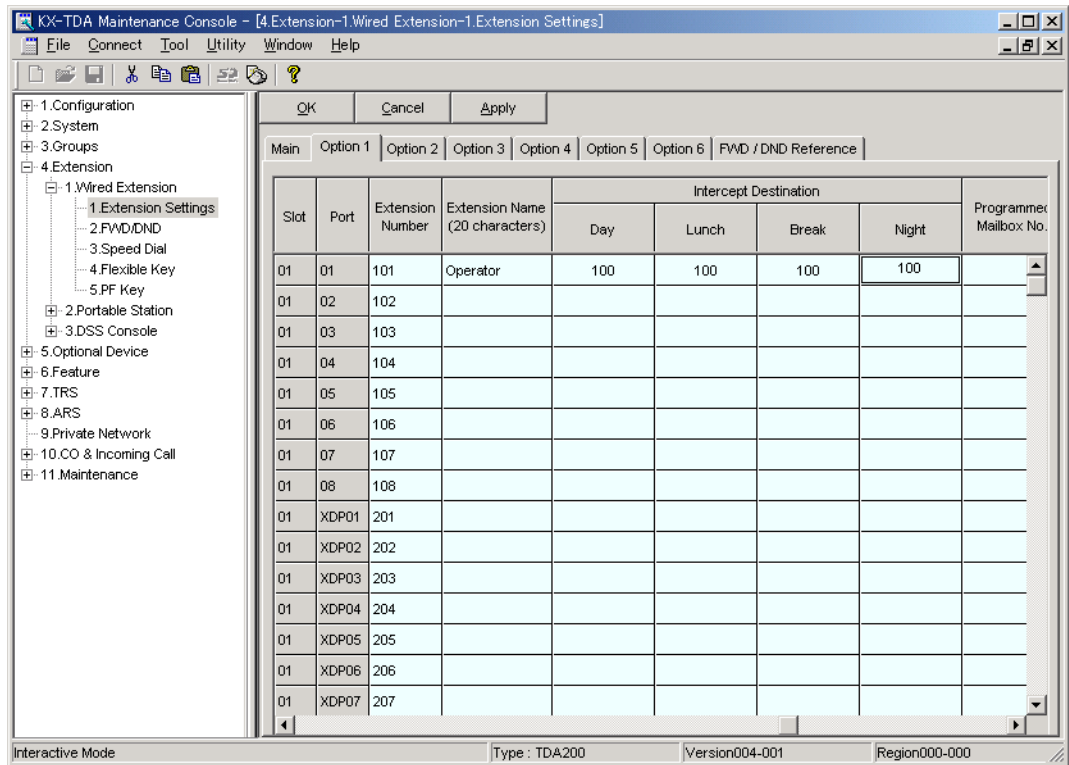 KX-TDA Maintenance Console - [4.Extension-1.Wired Extension-1.Extension Settings]
File Connect Tool Utility Window Help
1.Configuration
2.System
3.Groups
4.Extension
1.Wired Extension
1.Extension Settings
2.FWD/DND
3.Speed Dial
4.Flexible Key
5.PF Key
2.Portable Station
3.DSS Console
5.Optional Device
6.Feature
7.TRS
8.ARS
9.Private Network
10.CO & Incoming Call
11.Maintenance
OK Cancel Apply
Main Option 1 Option 2 Option 3 Option 4 Option 5 Option 6 FWD / DND Reference
Intercept Destination
Slot Port Extension Number Extension Name (20 characters) Day Lunch Break Night Programmed Mailbox No.
01 01 101 Operator 100 100 100 100
01 02 102
01 03 103
01 04 104
01 05 105
01 06 106
01 07 107
01 08 108
01 XDP01 201
01 XDP02 202
01 XDP03 203
01 XDP04 204
01 XDP05 205
01 XDP06 206
01 XDP07 207
Interactive Mode Type : TDA200 Version004-001 Region000-000